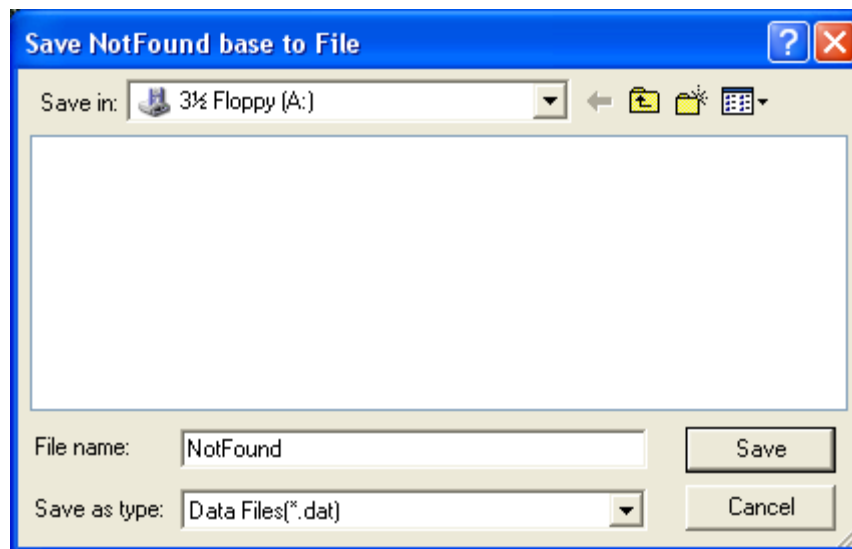 Save NotFound base to File
Save in: 3½ Floppy (A:)
File name: NotFound Save
Save as type: Data Files(*.dat) Cancel